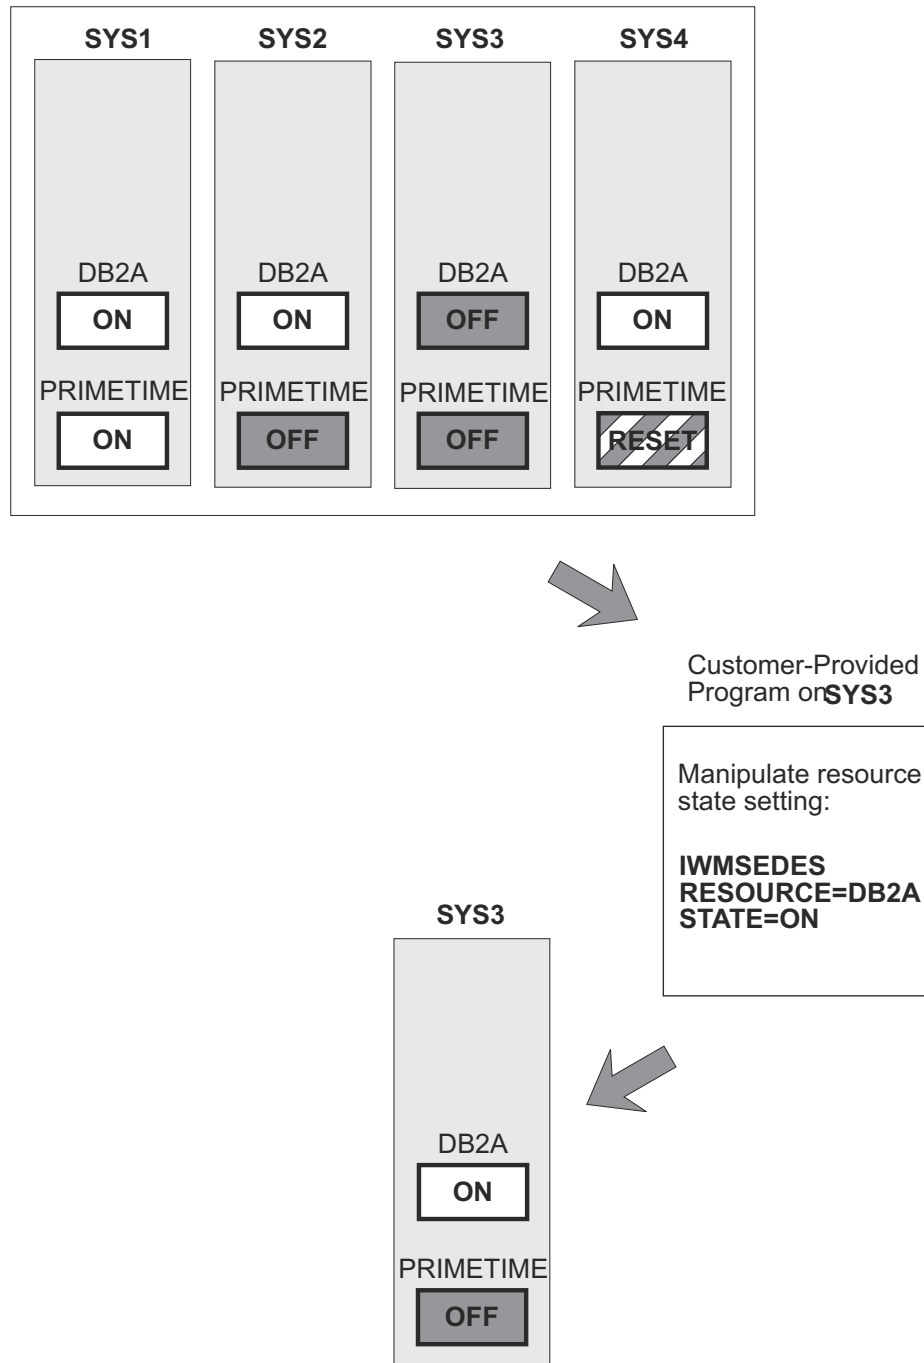 SYS1 SYS2 SYS3 SYS4
DB2A DB2A DB2A DB2A
ON ON OFF ON
PRIMETIME PRIMETIME PRIMETIME PRIMETIME
ON OFF OFF RESET
Customer-Provided
Program on SYS3
Manipulate resource
state setting:
IWMSEDES
RESOURCE=DB2A
STATE=ON
SYS3
DB2A
ON
PRIMETIME
OFF